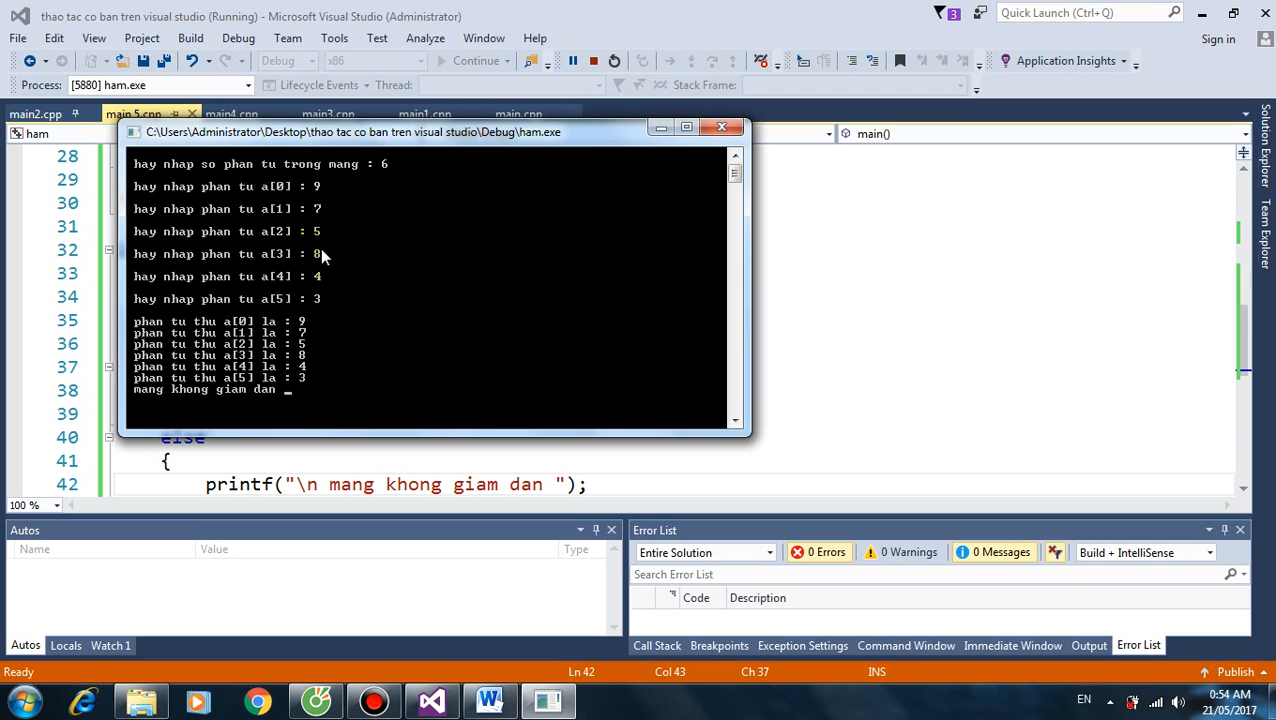 thao tac co ban tren visual studio (Running) - Microsoft Visual Studio (Administrator)
3
Quick Launch (Ctrl+Q)
File Edit View Project Build Debug Team Tools Test Analyze Window Help
Sign in
Debug x86 Continue Application Insights
Process: [5880] ham.exe Lifecycle Events Thread: Stack Frame:
main2.cpp main 5.cpp main4.cpp main3.cpp main1.cpp main.cpp
ham main()
C:\Users\Administrator\Desktop\thao tac co ban tren visual studio\Debug\ham.exe
hay nhap so phan tu trong mang : 6
hay nhap phan tu a[0] : 9
hay nhap phan tu a[1] : 7
hay nhap phan tu a[2] : 5
hay nhap phan tu a[3] : 8
hay nhap phan tu a[4] : 4
hay nhap phan tu a[5] : 3
phan tu thu a[0] la : 9
phan tu thu a[1] la : 7
phan tu thu a[2] la : 5
phan tu thu a[3] la : 8
phan tu thu a[4] la : 4
phan tu thu a[5] la : 3
mang khong giam dan _
28
29
30
31
32
33
34
35
36
37
38
39
40 else
41 {
42 printf("\n mang khong giam dan ");
100 %
Solution Explorer
Team Explorer
Autos
Name Value Type
Autos Locals Watch 1
Error List
Entire Solution 0 Errors 0 Warnings 0 Messages Build + IntelliSense
Search Error List
Code Description
Call Stack Breakpoints Exception Settings Command Window Immediate Window Output Error List
Ready Ln 42 Col 43 Ch 37 INS Publish
EN 0:54 AM
21/05/2017